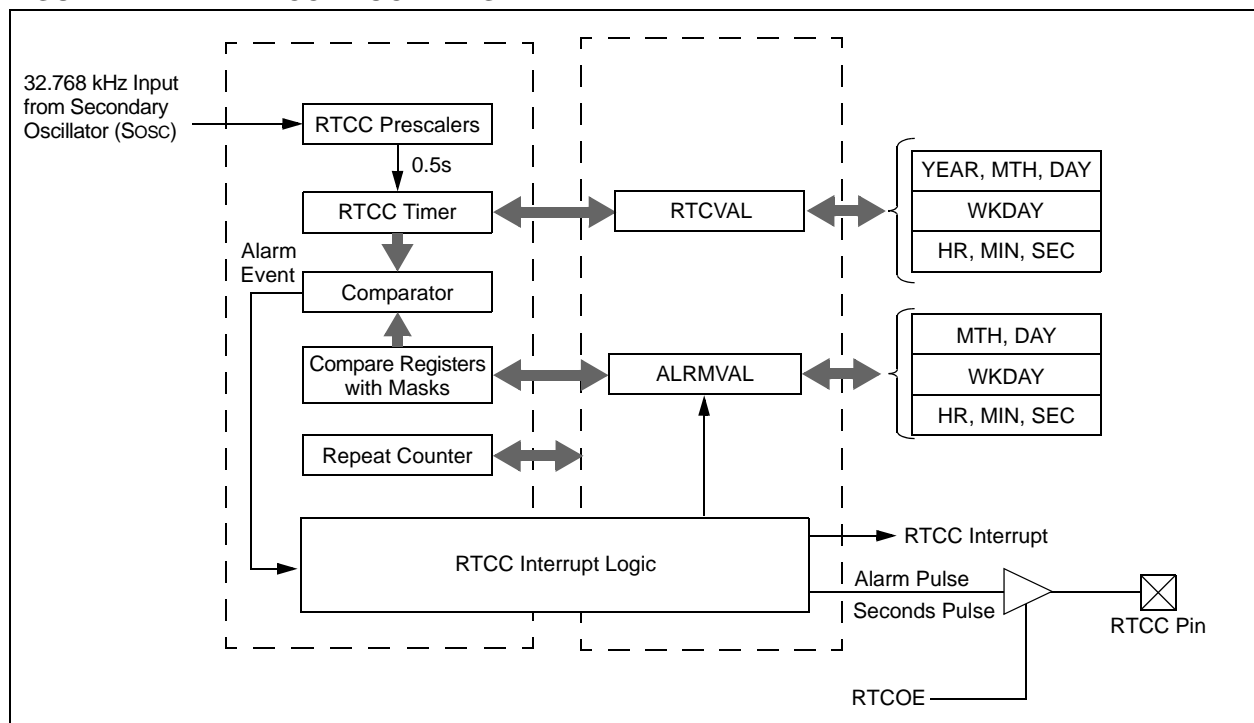 32.768 kHz Input
from Secondary
Oscillator (SOSC)
RTCC Prescalers
0.5s
RTCC Timer
RTCVAL
YEAR, MTH, DAY
WKDAY
HR, MIN, SEC
Alarm
Event
Comparator
Compare Registers
with Masks
ALRMVAL
MTH, DAY
WKDAY
HR, MIN, SEC
Repeat Counter
RTCC Interrupt Logic
RTCC Interrupt
Alarm Pulse
Seconds Pulse
RTCC Pin
RTCOE